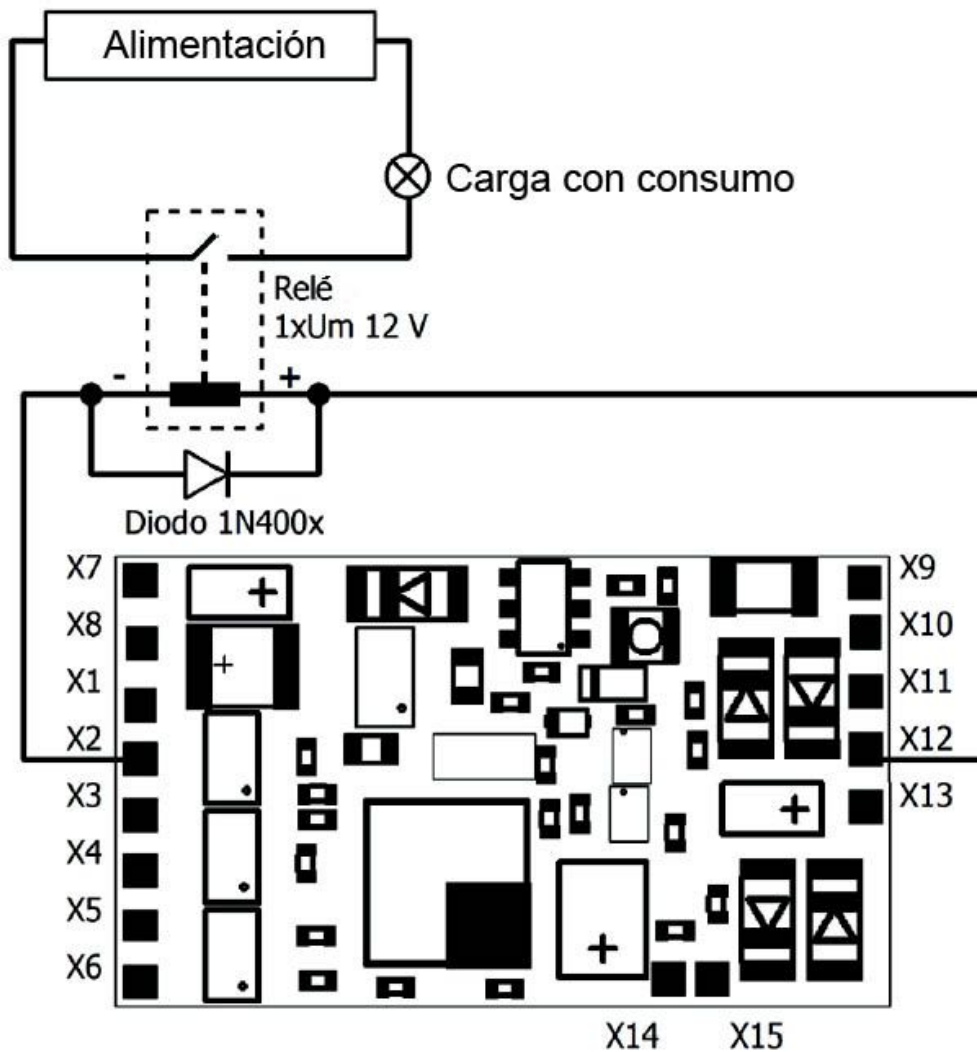 Alimentación
Carga con consumo
Relé
1xUm 12 V
- +
Diodo 1N400x
X7
X8
X1
X2
X3
X4
X5
X6
X9
X10
X11
X12
X13
X14 X15